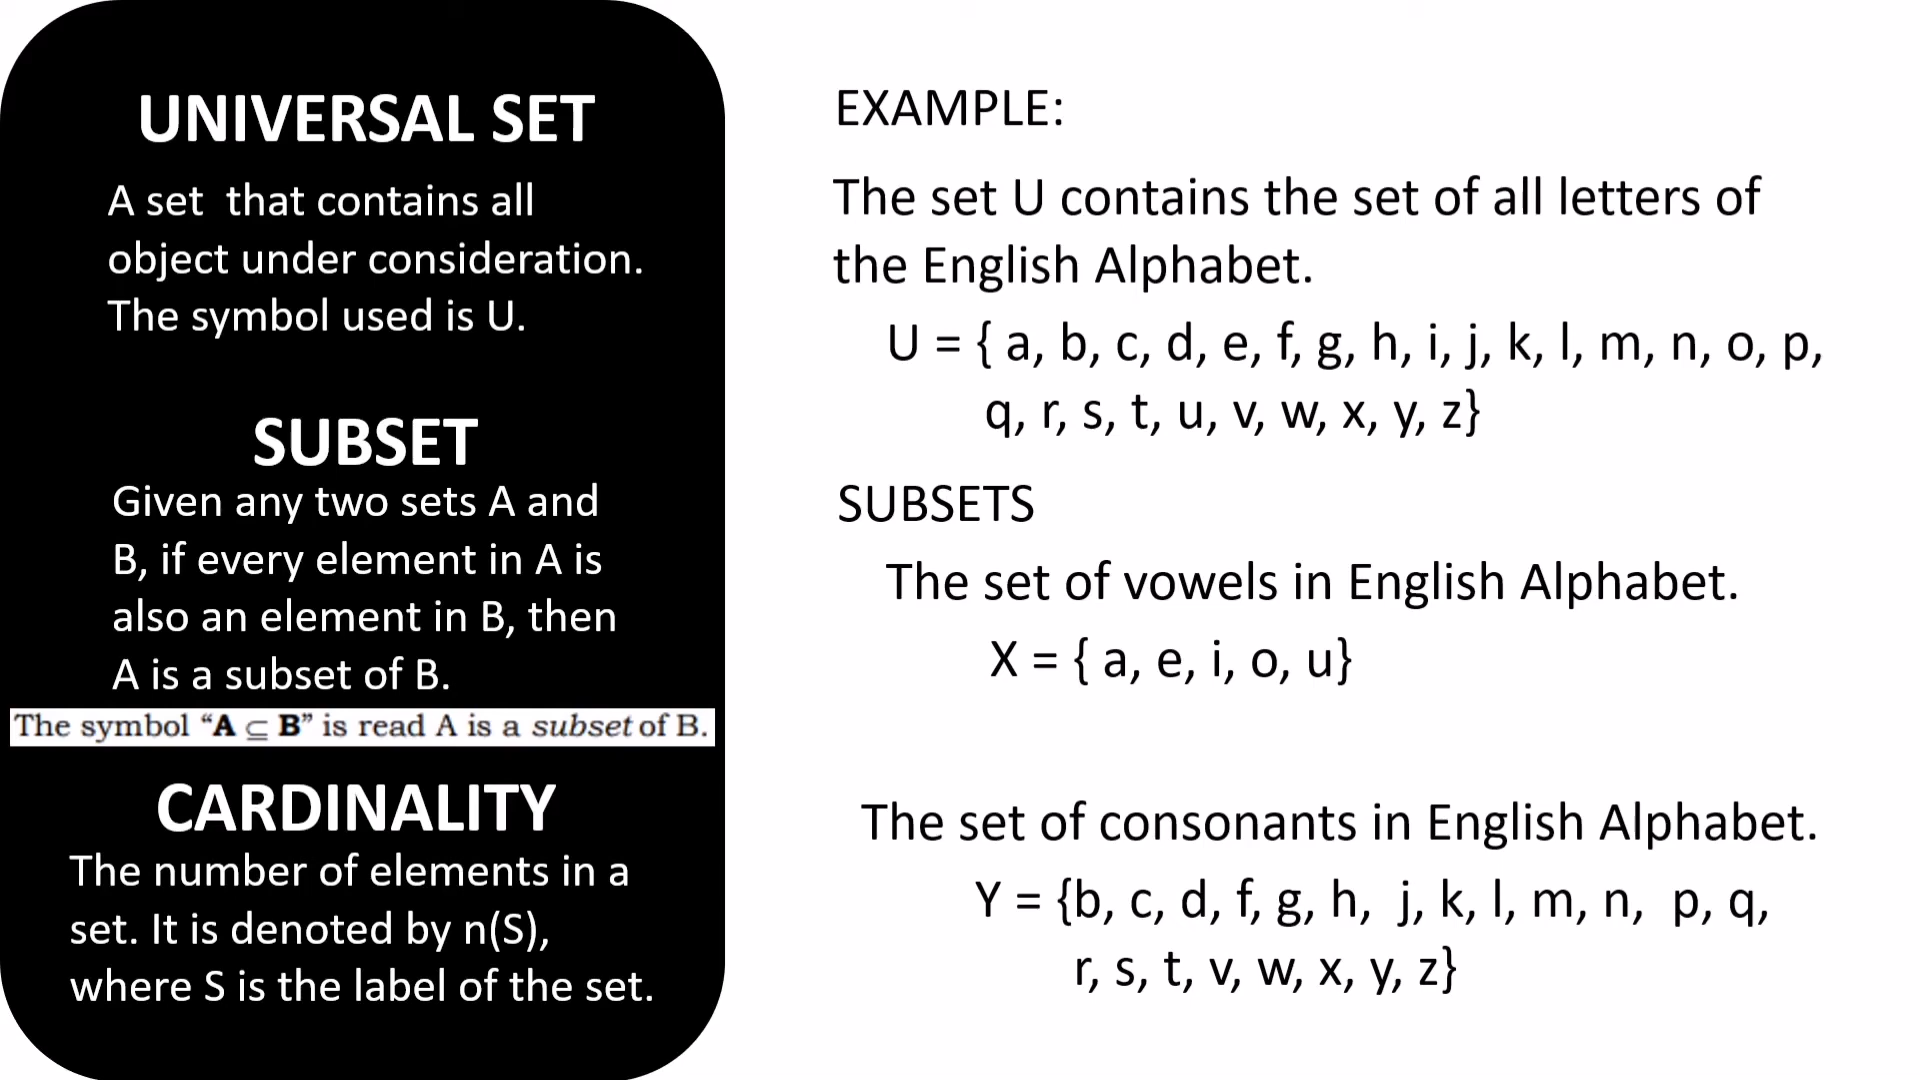 UNIVERSAL SET
A set  that contains all
object under consideration.
The symbol used is U.
SUBSET
Given any two sets A and
B, if every element in A is
also an element in B, then
A is a subset of B.
The symbol “A ⊆ B” is read A is a subset of B.
CARDINALITY
The number of elements in a
set. It is denoted by n(S),
where S is the label of the set.
EXAMPLE:
The set U contains the set of all letters of
the English Alphabet.
U = { a, b, c, d, e, f, g, h, i, j, k, l, m, n, o, p,
q, r, s, t, u, v, w, x, y, z}
SUBSETS
The set of vowels in English Alphabet.
X = { a, e, i, o, u}
The set of consonants in English Alphabet.
Y = {b, c, d, f, g, h,  j, k, l, m, n,  p, q,
r, s, t, v, w, x, y, z}